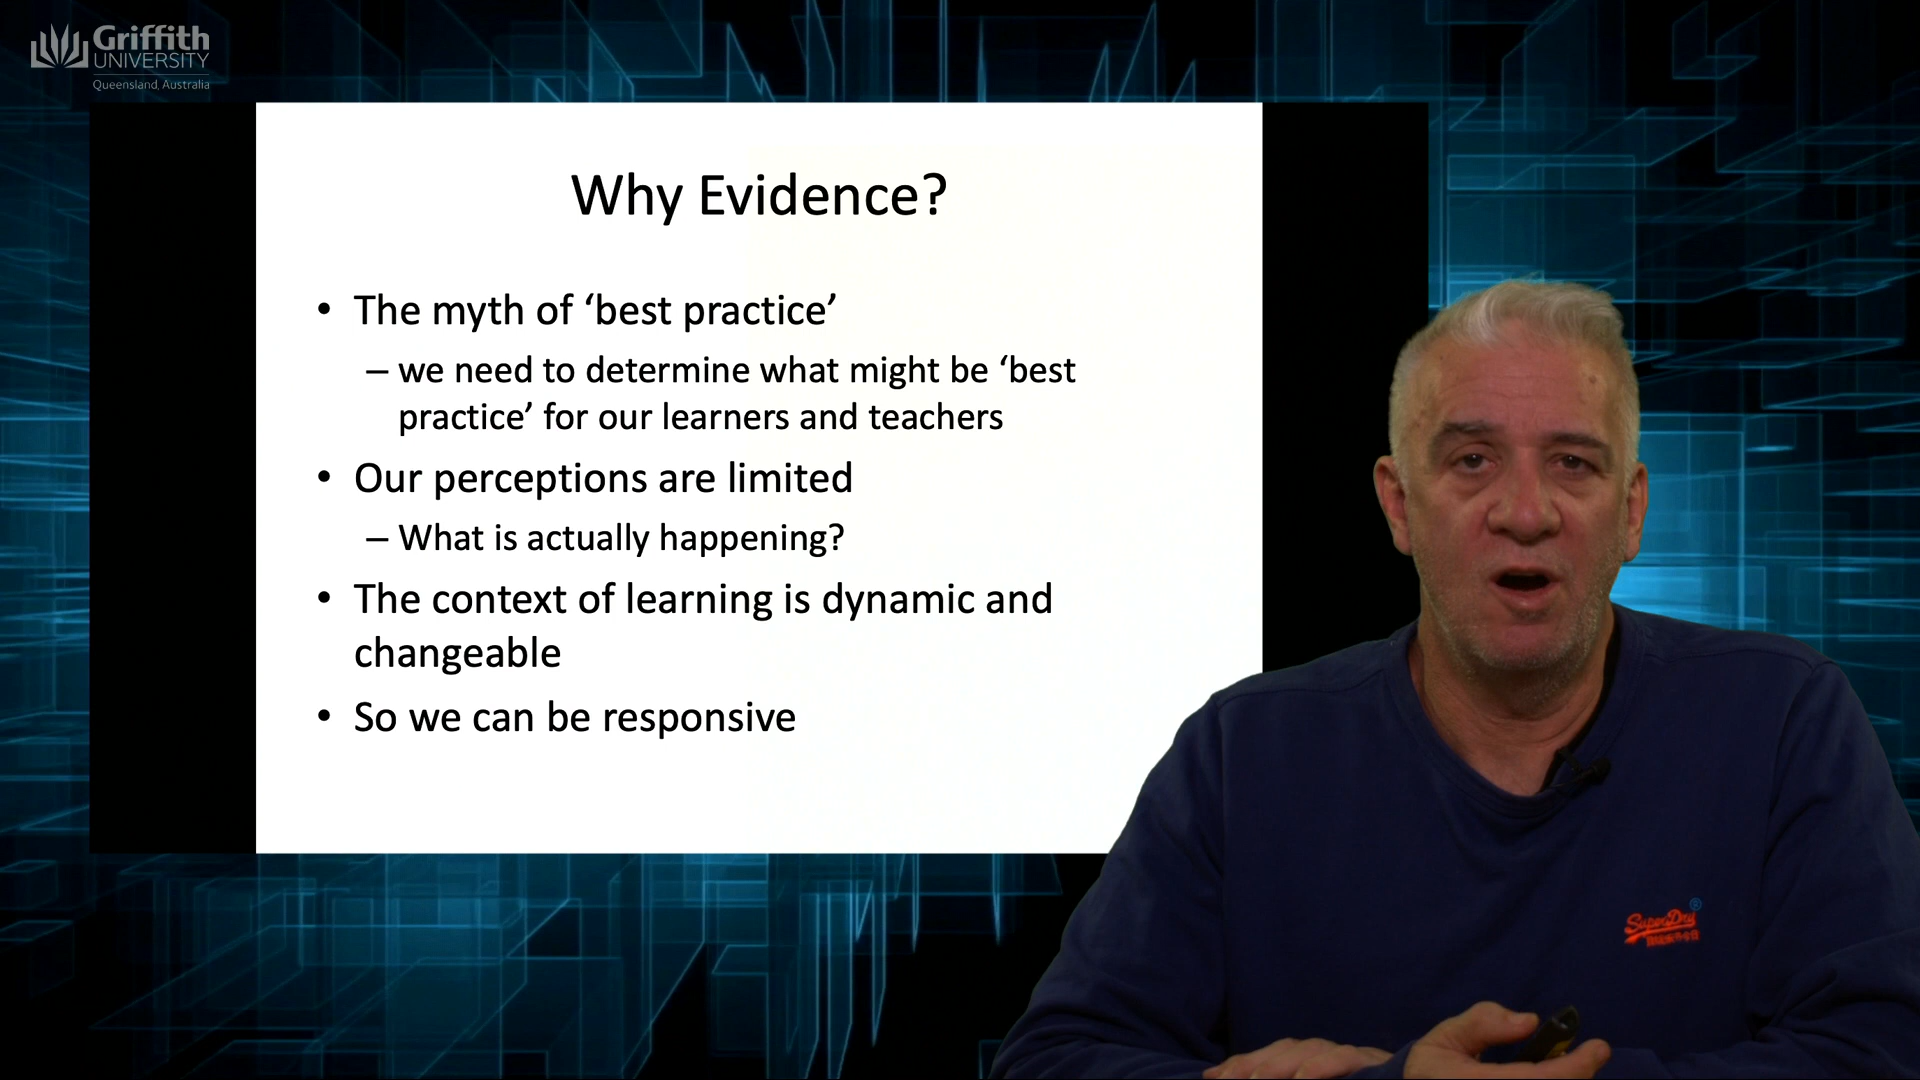 Griffith
UNIVERSITY
Queensland, Australia
Why Evidence?
• The myth of ‘best practice’
– we need to determine what might be ‘best
practice’ for our learners and teachers
• Our perceptions are limited
– What is actually happening?
• The context of learning is dynamic and
changeable
• So we can be responsive
SuperDry